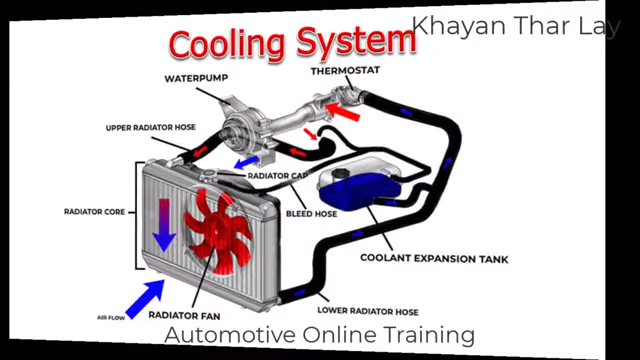 Khayan Thar Lay
Cooling System
THERMOSTAT
WATERPUMP
UPPER RADIATOR HOSE
RADIATOR CAP
RADIATOR CORE
BLEED HOSE
COOLANT EXPANSION TANK
AIR FLOW
RADIATOR FAN
LOWER RADIATOR HOSE
Automotive Online Training